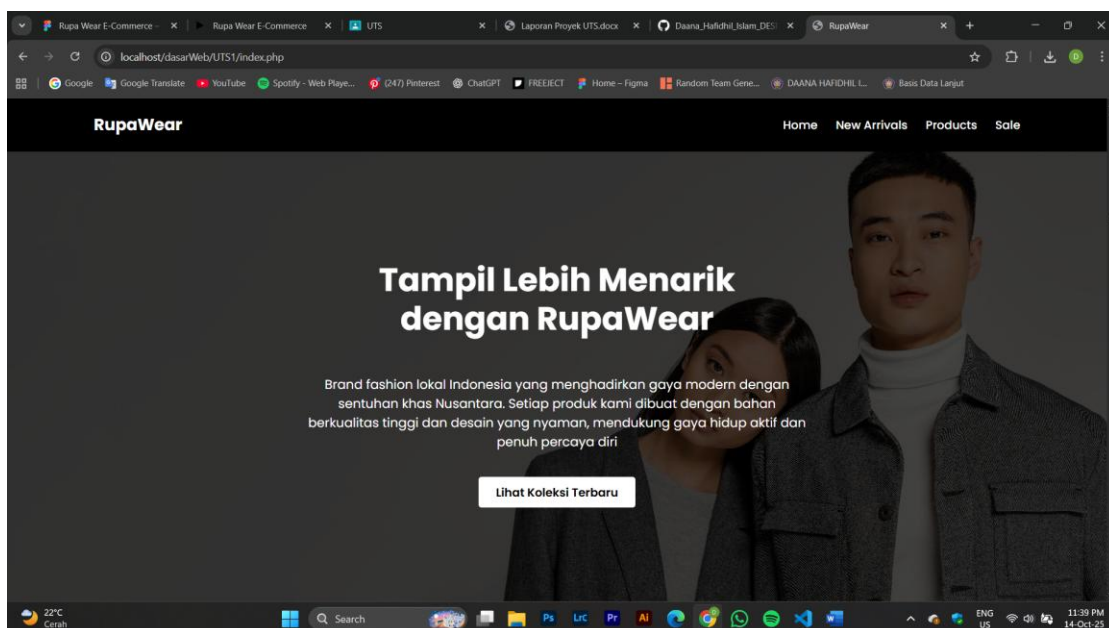 Rupa Wear E-Commerce –
Rupa Wear E-Commerce
UTS
Laporan Proyek UTS.docx
Daana_Hafidhil_Islam_DES
RupaWear
localhost/dasarWeb/UTS1/index.php
D
Google
Google Translate
YouTube
Spotify - Web Playe...
(247) Pinterest
ChatGPT
FREEJECT
Home – Figma
Random Team Gene...
DAANA HAFIDHIL I...
Basis Data Lanjut
RupaWear
Home New Arrivals Products Sale
Tampil Lebih Menarik
dengan RupaWear
Brand fashion lokal Indonesia yang menghadirkan gaya modern dengan
sentuhan khas Nusantara. Setiap produk kami dibuat dengan bahan
berkualitas tinggi dan desain yang nyaman, mendukung gaya hidup aktif dan
penuh percaya diri
Lihat Koleksi Terbaru
22°C
Cerah
Search
Ps
Lrc
Pr
Ai
ENG
US
11:39 PM
14-Oct-25